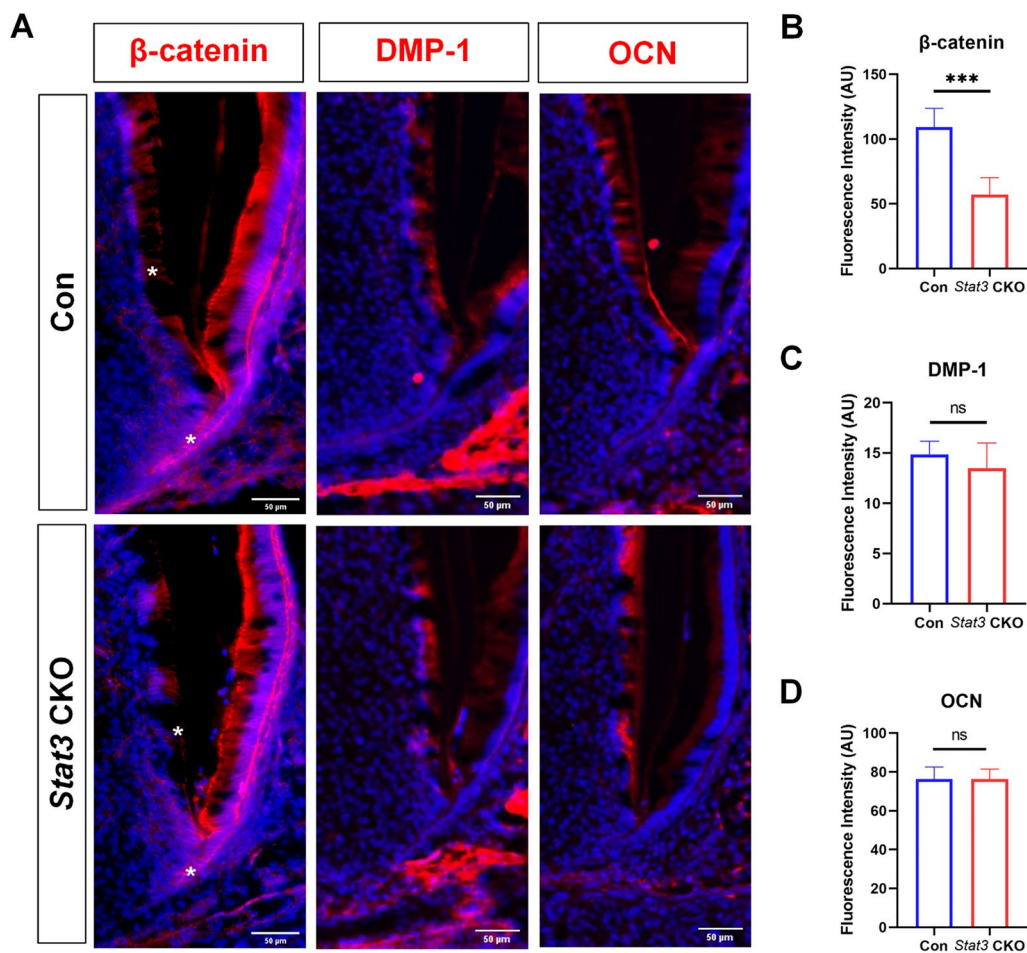 A
β-catenin
DMP-1
OCN
Con
*
*
50 µm
50 µm
50 µm
Stat3 CKO
*
*
50 µm
50 µm
50 µm
B
β-catenin
Fluorescence Intensity (AU)
150
100
50
0
***
Con
Stat3 CKO
C
DMP-1
Fluorescence Intensity (AU)
20
15
10
5
0
ns
Con
Stat3 CKO
D
OCN
Fluorescence Intensity (AU)
100
80
60
40
20
0
ns
Con
Stat3 CKO